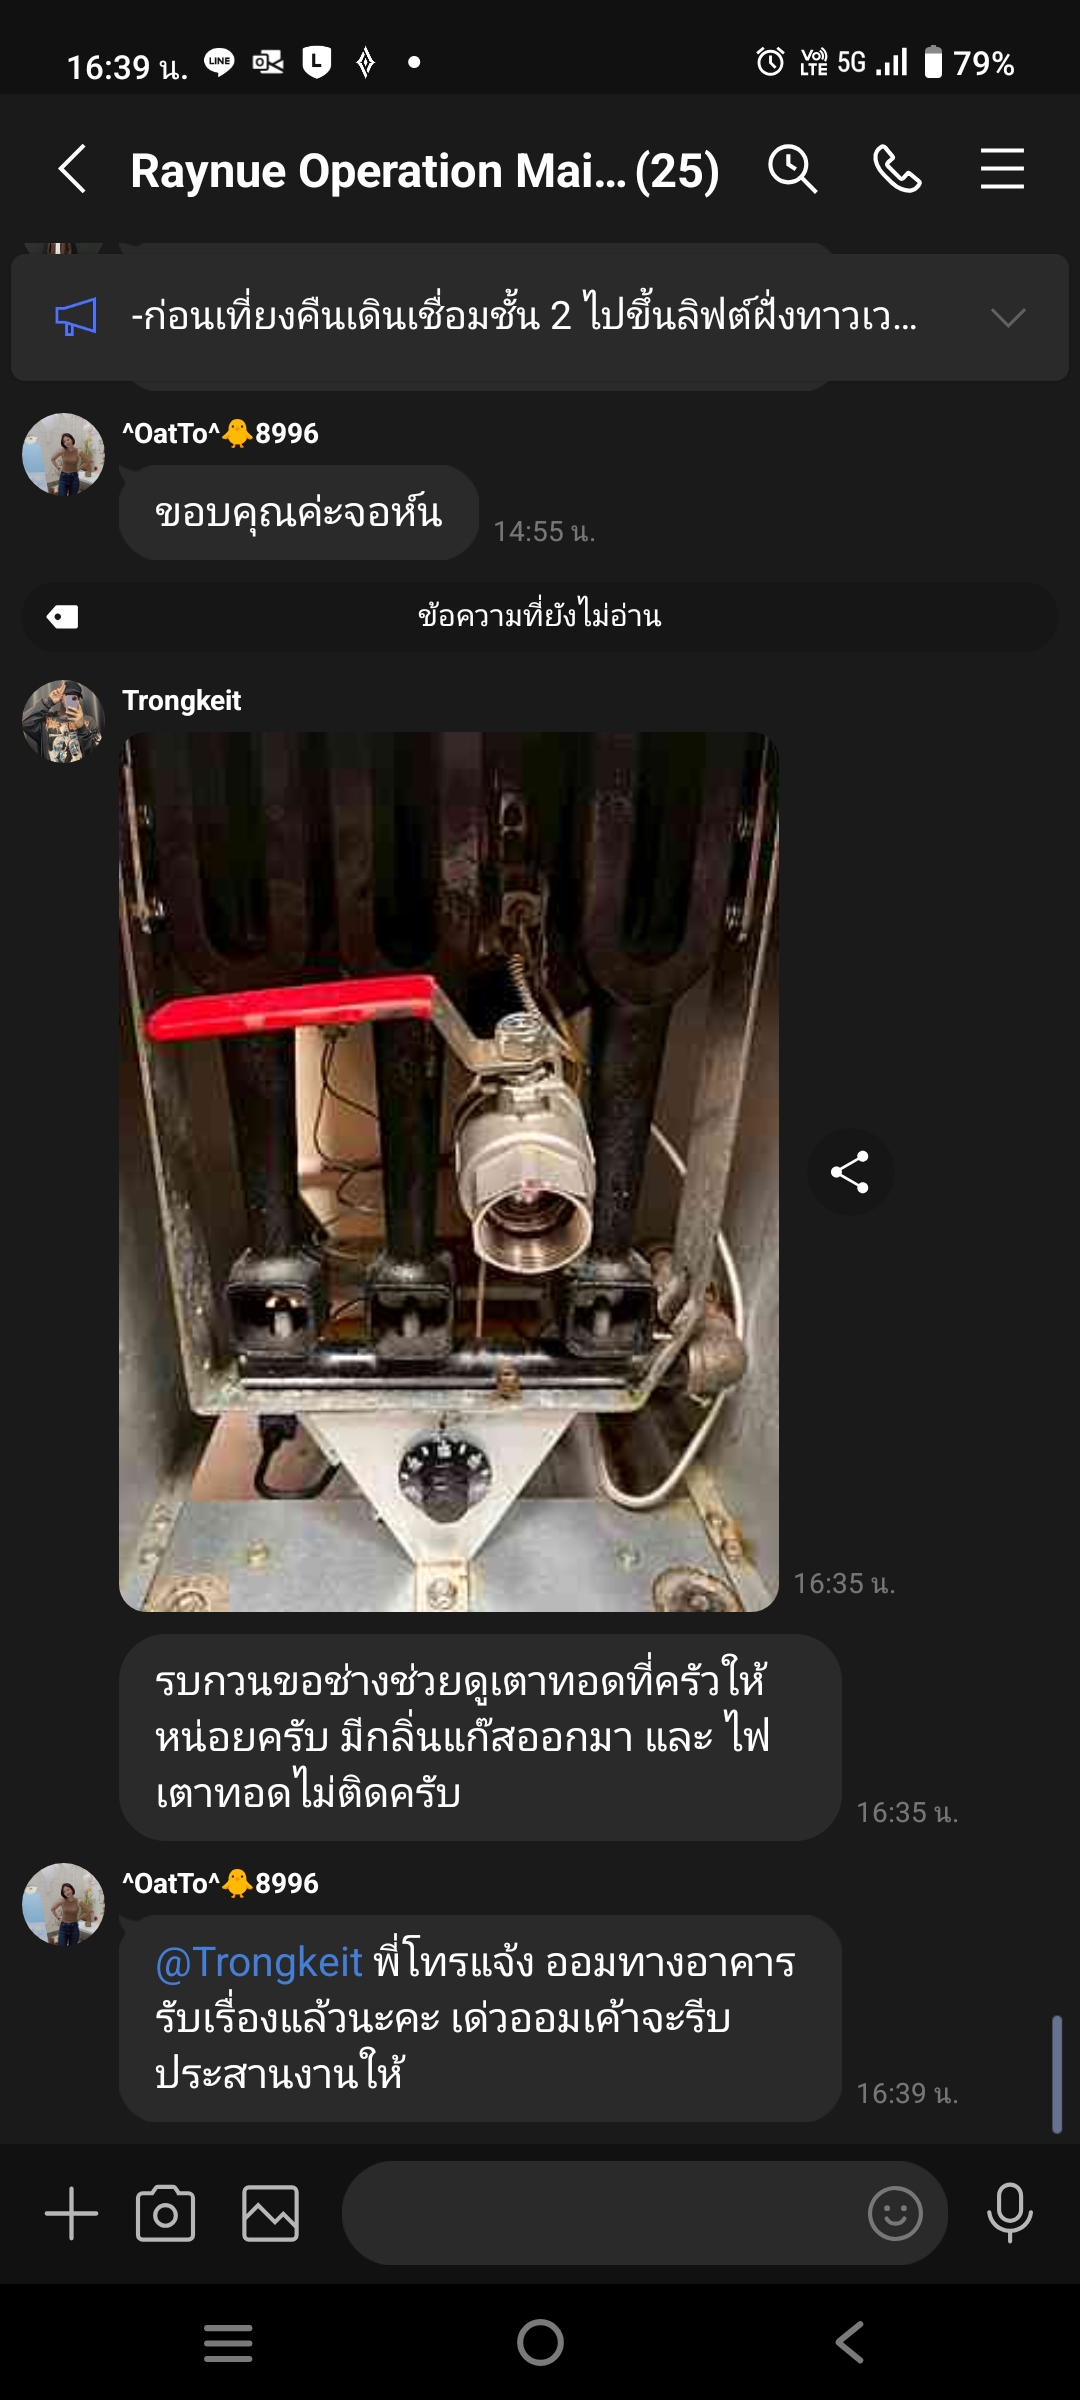 16:39 น. LINE L VoLTE 5G 79%
Raynue Operation Mai... (25)
-ก่อนเที่ยงคืนเดินเชื่อมชั้น 2 ไปขึ้นลิฟต์ฝั่งทาวเว...
^OatTo^🐥8996
ขอบคุณค่ะจอห์น
14:55 น.
ข้อความที่ยังไม่อ่าน
Trongkeit
16:35 น.
รบกวนขอช่างช่วยดูเตาทอดที่ครัวให้
หน่อยครับ มีกลิ่นแก๊สออกมา และ ไฟ
เตาทอดไม่ติดครับ
16:35 น.
^OatTo^🐥8996
@Trongkeit พี่โทรแจ้ง ออมทางอาคาร
รับเรื่องแล้วนะคะ เด่วออมเค้าจะรีบ
ประสานงานให้
16:39 น.